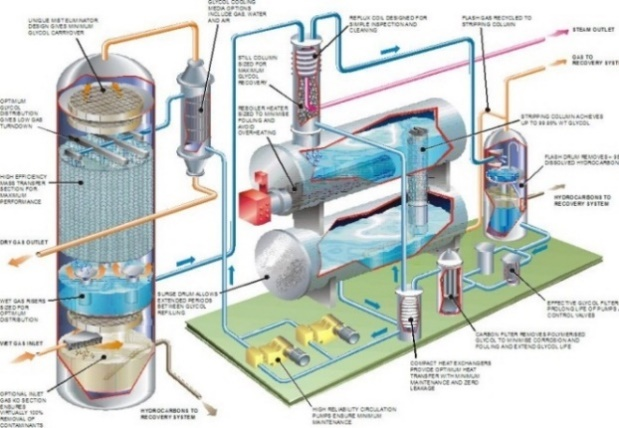 UNIQUE MIST ELIMINATOR
DESIGN GIVES MINIMUM
GLYCOL CARRYOVER
GLYCOL COOLING
MEDIA OPTIONS
INCLUDE GAS, WATER
AND AIR
REFLUX COIL DESIGNED FOR
SIMPLE INSPECTION AND
CLEANING
FLASH GAS RECYCLED TO
STRIPPING COLUMN
STEAM OUTLET
GAS TO
RECOVERY SYSTEM
STILL COLUMN
SIZED FOR
MAXIMUM
GLYCOL
RECOVERY
REBOILER HEATER
SIZED TO MINIMISE
FOULING AND
AVOID
OVERHEATING
OPTIMUM
GLYCOL
DISTRIBUTION
GIVES LOW GAS
TURNDOWN
STRIPPING COLUMN ACHIEVES
UP TO WT GLYCOL
HIGH EFFICIENCY
MASS TRANSFER
SECTION FOR
MAXIMUM
PERFORMANCE
FLASH DRUM REMOVES
DISSOLVED HYDROCARBON
HYDROCARBONS TO
RECOVERY SYSTEM
DRY GAS OUTLET
WET GAS RISERS
SIZED FOR
OPTIMUM
DISTRIBUTION
SURGE DRUM ALLOWS
EXTENDED PERIODS
BETWEEN GLYCOL
REFILLING
WET GAS INLET
EFFECTIVE GLYCOL FILTER
PROLONG LIFE OF PUMPS
CONTROL VALVES
CARBON FILTER REMOVES POLYMERISED
GLYCOL TO MINIMISE CORROSION AND
FOULING AND EXTEND GLYCOL LIFE
COMPACT HEAT EXCHANGERS
PROVIDE OPTIMUM HEAT
TRANSFER WITH MINIMUM
MAINTENANCE AND ZERO
LEAKAGE
OPTIONAL INLET
GAS KO SECTION
ENSURES
VIRTUALLY 100%
REMOVAL OF
CONTAMINANTS
HYDROCARBONS TO
RECOVERY SYSTEM
HIGH RELIABILITY CIRCULATION
PUMPS ENSURE MINIMUM
MAINTENANCE